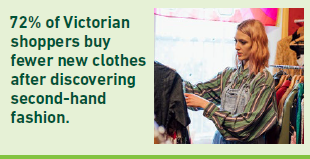 72% of Victorian
shoppers buy
fewer new clothes
after discovering
second-hand
fashion.